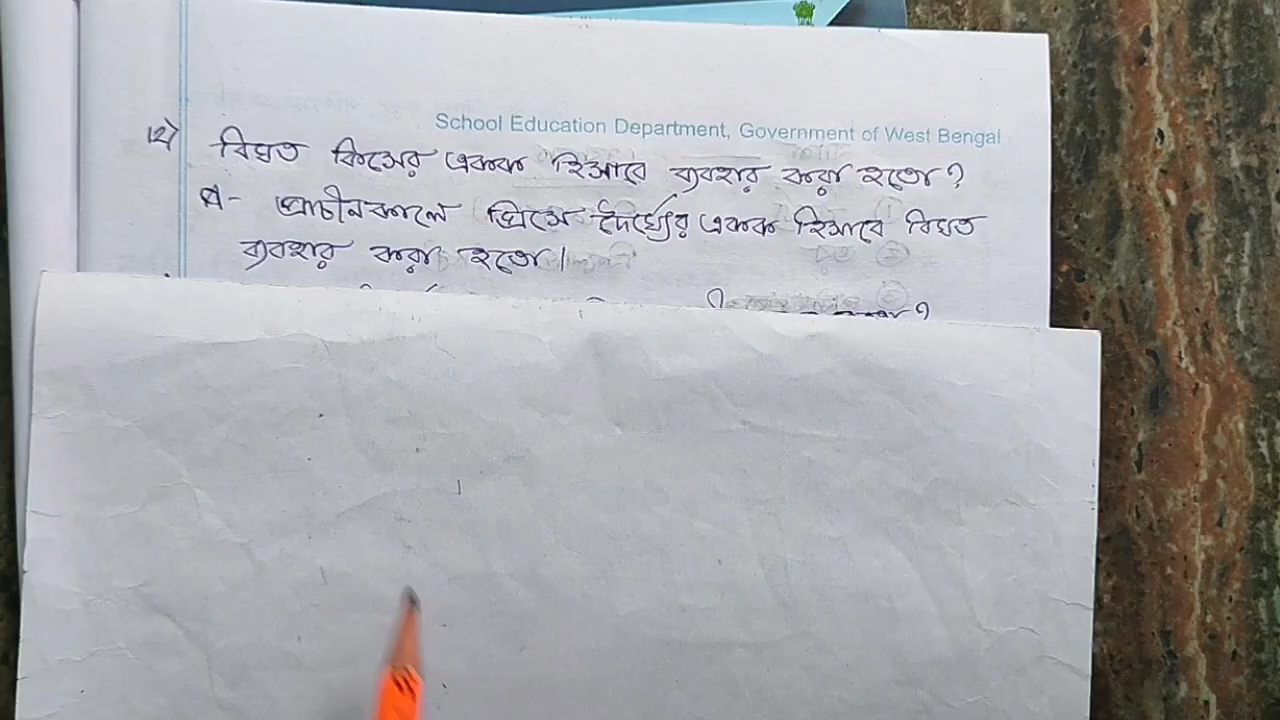 School Education Department, Government of West Bengal
১২) বিঘত কিসের একক হিসাবে ব্যবহার করা হতো?
A- প্রাচীনকালে গ্রিসে দৈর্ঘ্যের একক হিসাবে বিঘত
ব্যবহার করা হতো।